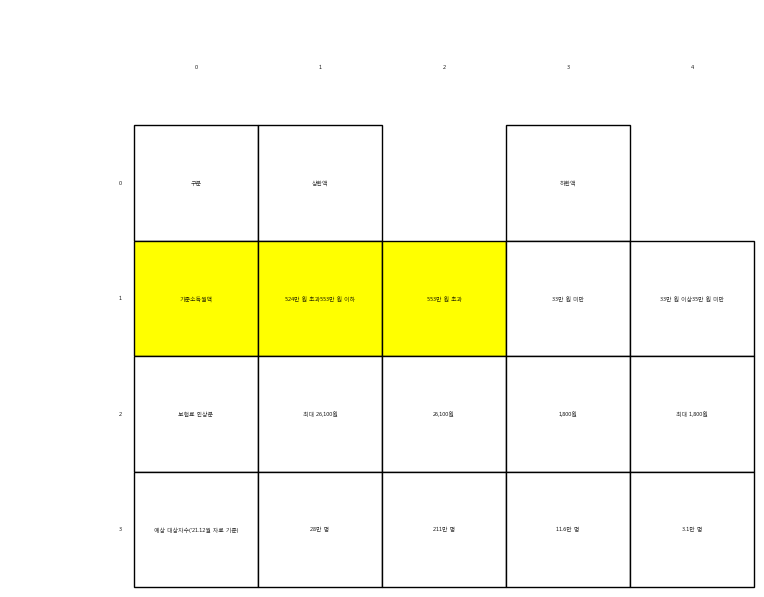 0 1 2 3 4
0 구분 상한액 하한액
1 기준소득월액 524만 원 초과553만 원 이하 553만 원 초과 33만 원 미만 33만 원 이상35만 원 미만
2 보험료 인상분 최대 26,100원 26,100원 1,800원 최대 1,800원
3 예상 대상자수('21.12월 자료 기준) 28만 명 211만 명 11.6만 명 3.1만 명